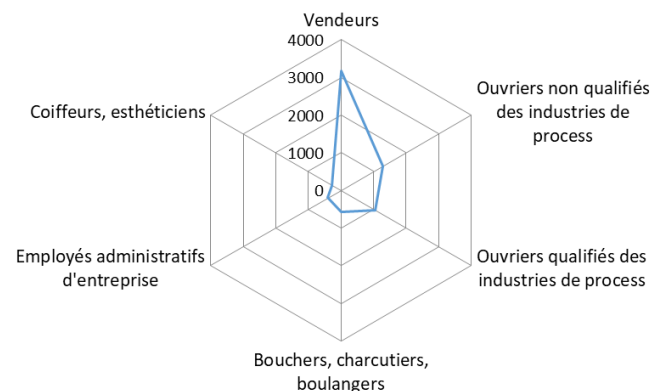 Vendeurs
4000
3000
2000
1000
0
Ouvriers non qualifiés
des industries de
process
Ouvriers qualifiés des
industries de process
Bouchers, charcutiers,
boulangers
Employés administratifs
d'entreprise
Coiffeurs, esthéticiens